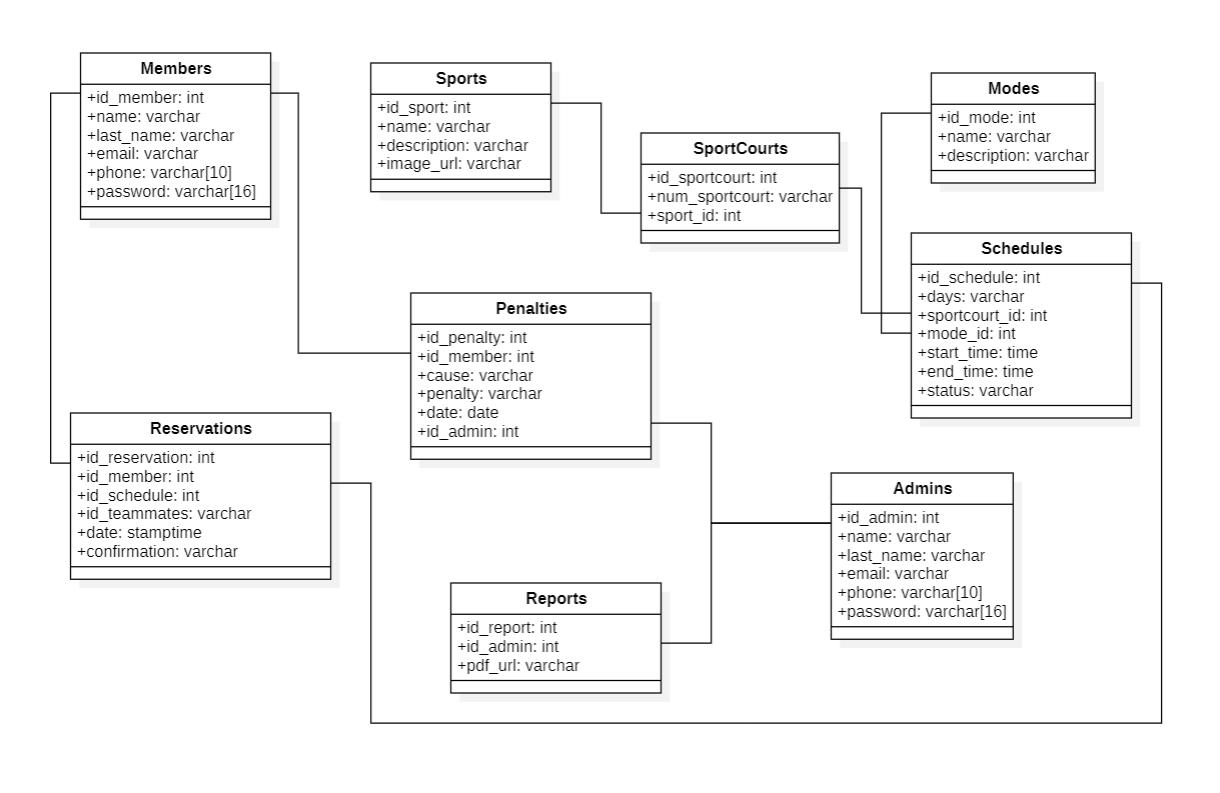 Members
+id_member: int
+name: varchar
+last_name: varchar
+email: varchar
+phone: varchar[10]
+password: varchar[16]
Sports
+id_sport: int
+name: varchar
+description: varchar
+image_url: varchar
SportCourts
+id_sportcourt: int
+num_sportcourt: varchar
+sport_id: int
Modes
+id_mode: int
+name: varchar
+description: varchar
Schedules
+id_schedule: int
+days: varchar
+sportcourt_id: int
+mode_id: int
+start_time: time
+end_time: time
+status: varchar
Penalties
+id_penalty: int
+id_member: int
+cause: varchar
+penalty: varchar
+date: date
+id_admin: int
Reservations
+id_reservation: int
+id_member: int
+id_schedule: int
+id_teammates: varchar
+date: stamptime
+confirmation: varchar
Admins
+id_admin: int
+name: varchar
+last_name: varchar
+email: varchar
+phone: varchar[10]
+password: varchar[16]
Reports
+id_report: int
+id_admin: int
+pdf_url: varchar